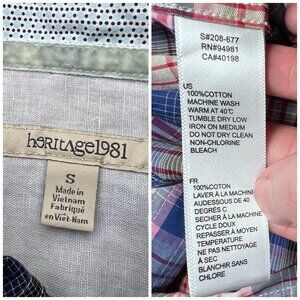 heRitage1981
S
Made in
Vietnam
Fabriqué
en Viêt-Nam
S#208-677
RN#94981
CA#40198
US
100%COTTON
MACHINE WASH
WARM AT 40℃
TUMBLE DRY LOW
IRON ON MEDIUM
DO NOT DRY CLEAN
NON-CHLORINE
BLEACH
FR
100%COTON
LAVER À LA MACHINE
AUDESSOUS DE 40
DEGRÉS C
SECHER À LA MACHINE
CYCLE DOUX
REPASSER À MOYEN
TEMPERATURE
NE PAS NETTOYAGE
À SEC
BLANCHIR SANS
CHLORE